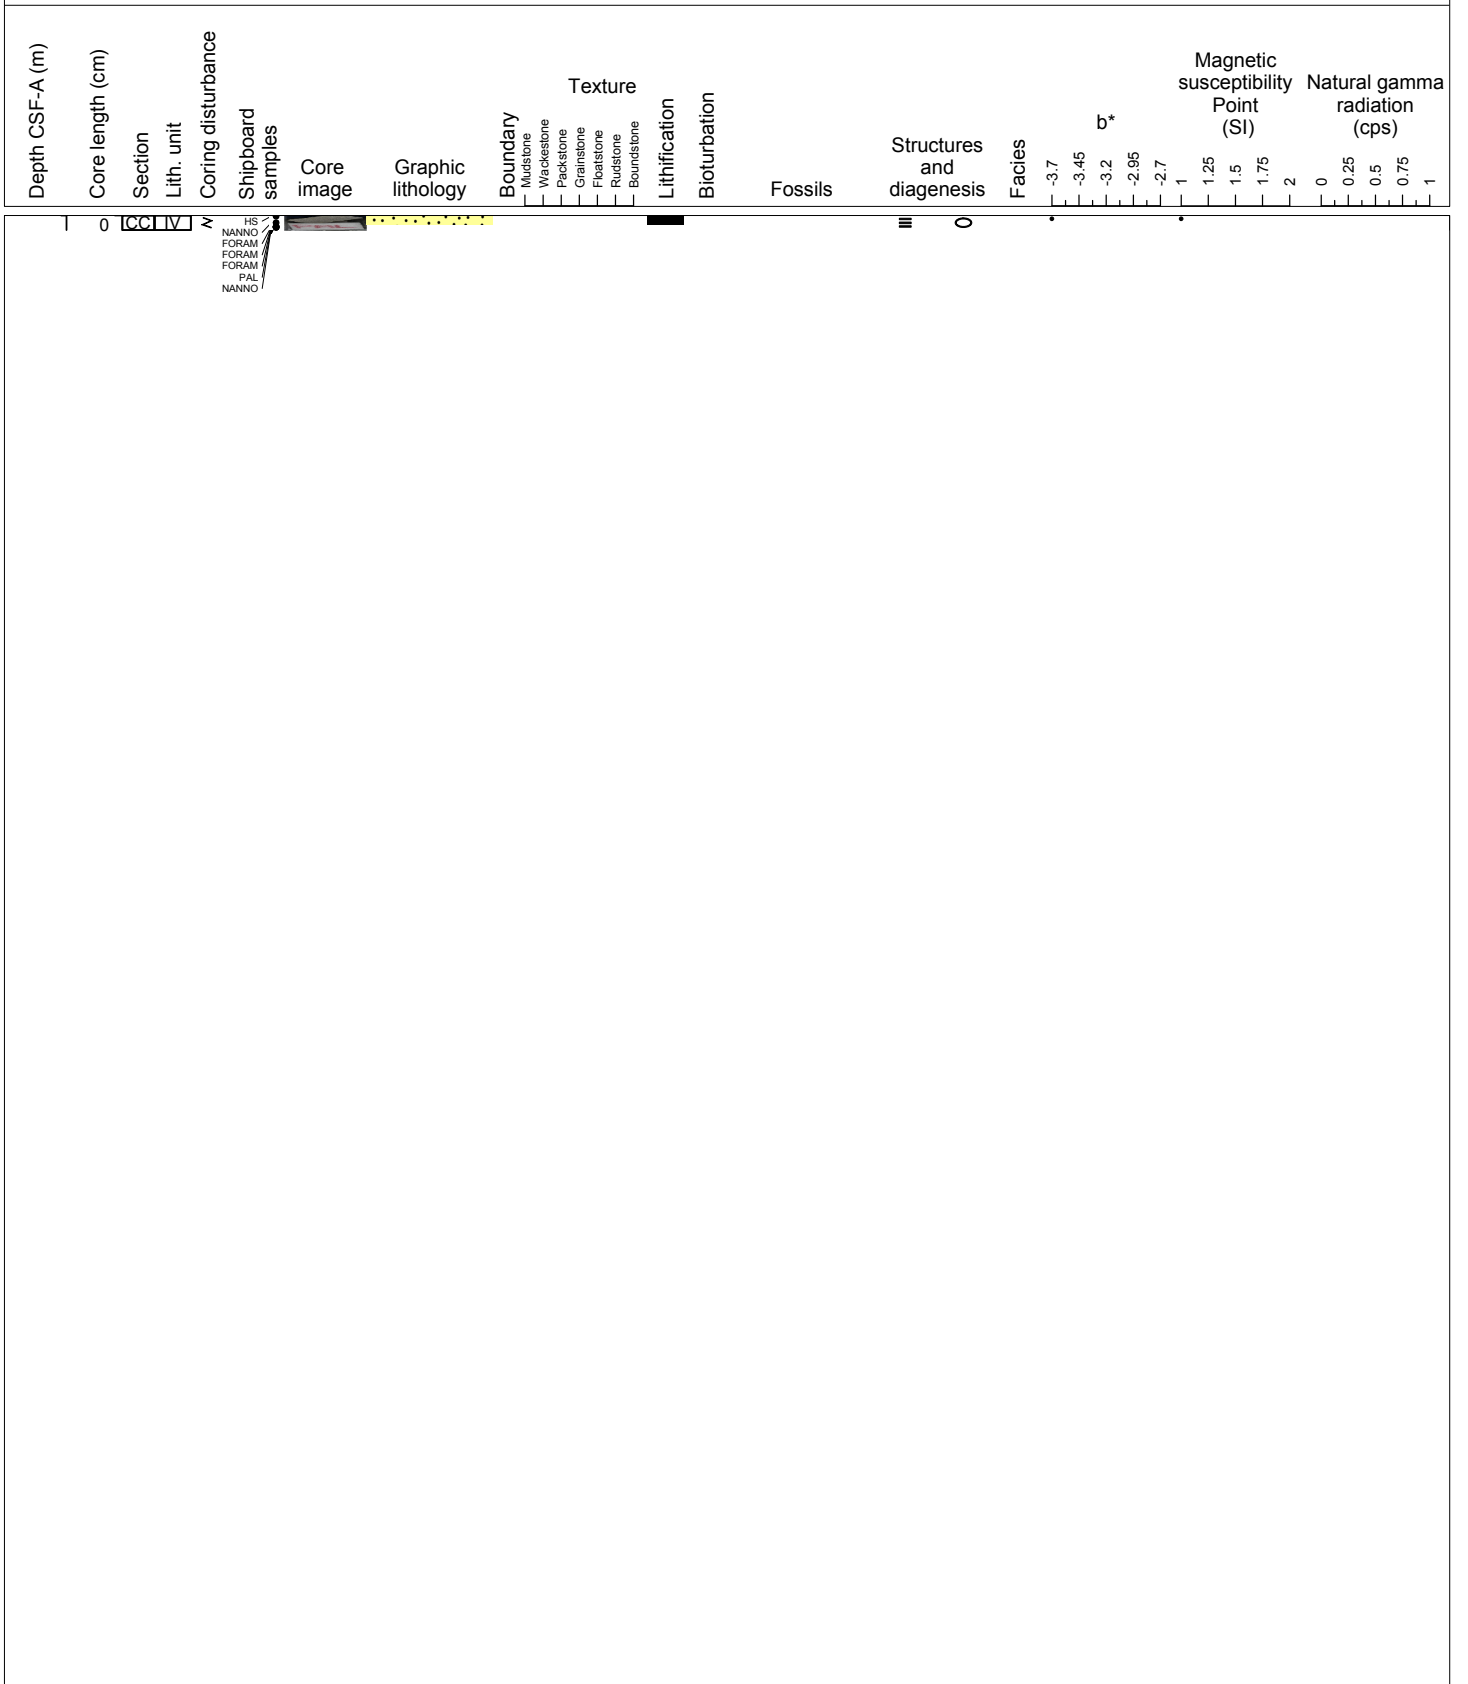 Depth CSF-A (m)
Core length (cm)
Section
Lith. unit
Coring disturbance
Shipboard
samples
Core
image
Graphic
lithology
Boundary
Texture
Mudstone
Wackestone
Packstone
Grainstone
Floatstone
Rudstone
Boundstone
Lithification
Bioturbation
Fossils
Structures
and
diagenesis
Facies
b*
-3.7
-3.45
-3.2
-2.95
-2.7
Magnetic
susceptibility
Point
(SI)
1
1.25
1.5
1.75
2
Natural gamma
radiation
(cps)
0
0.25
0.5
0.75
1
0
CC
IV
HS
NANNO
FORAM
FORAM
FORAM
PAL
NANNO